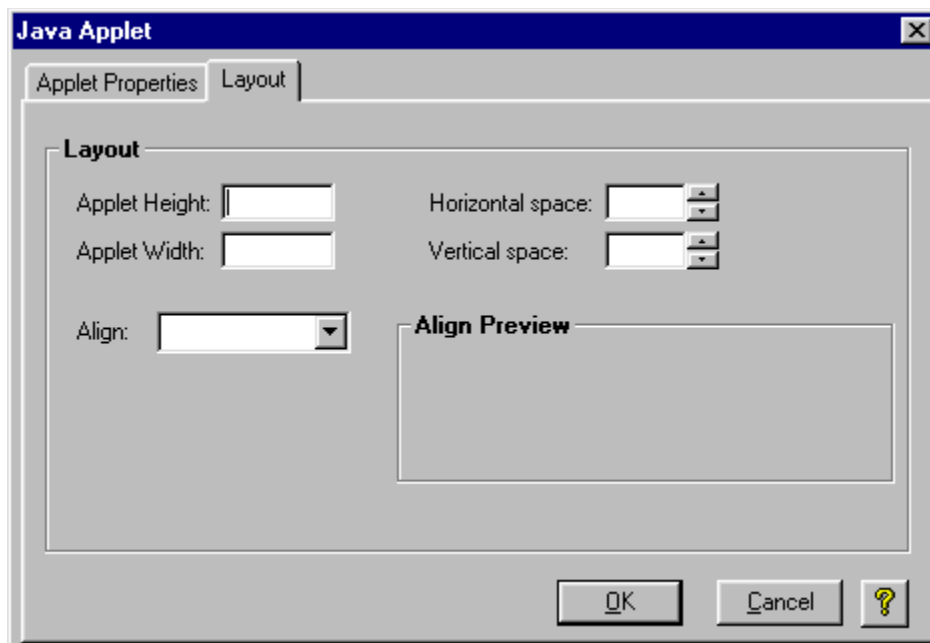 Java Applet
Applet Properties Layout
Layout
Applet Height: Horizontal space:
Applet Width: Vertical space:
Align: Align Preview
OK Cancel ?